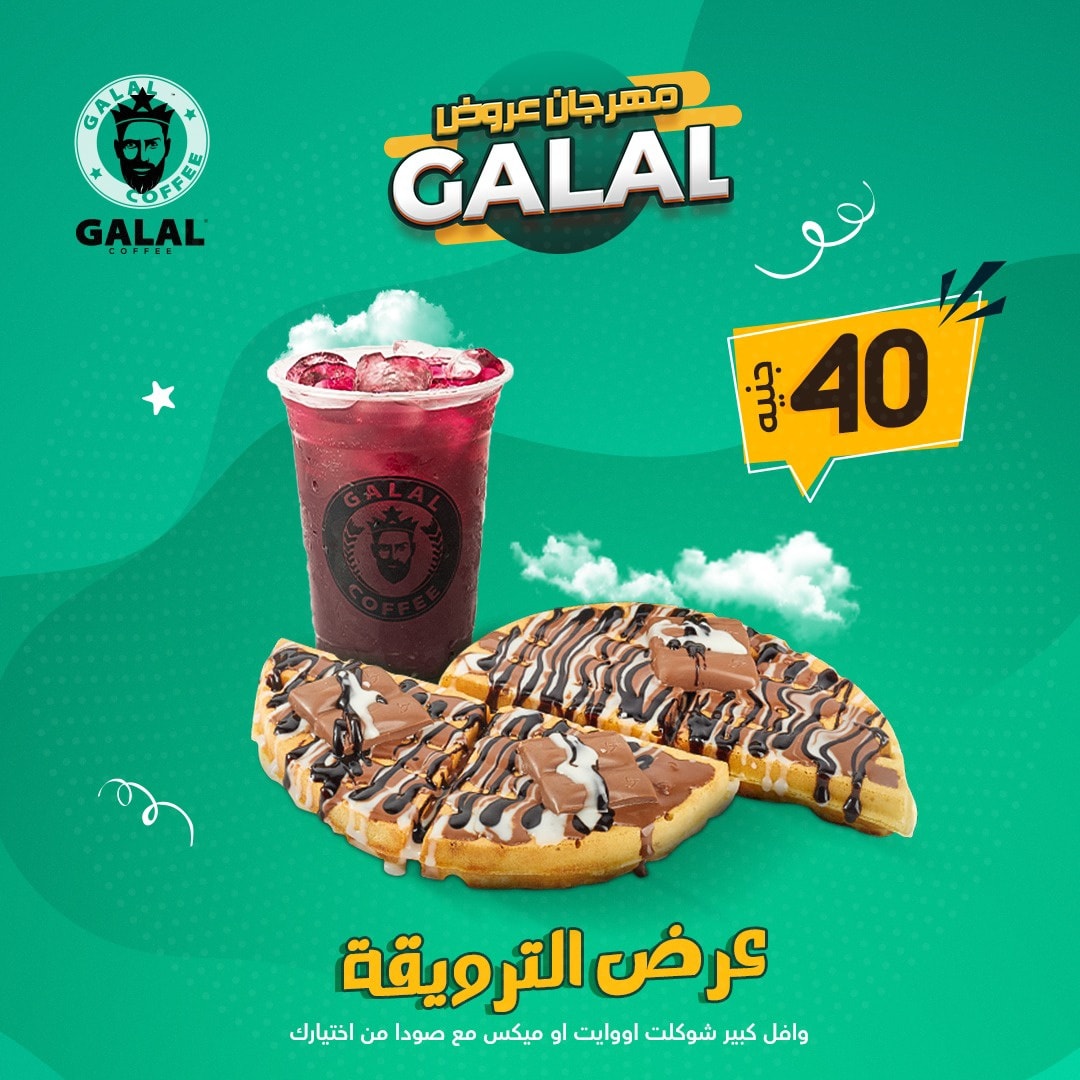 GALAL
COFFEE
GALAL
COFFEE
مهرجان عروض
GALAL
40
جنيه
GALAL
COFFEE
عرض الترويقة
وافل كبير شوكلت اووايت او ميكس مع صودا من اختيارك